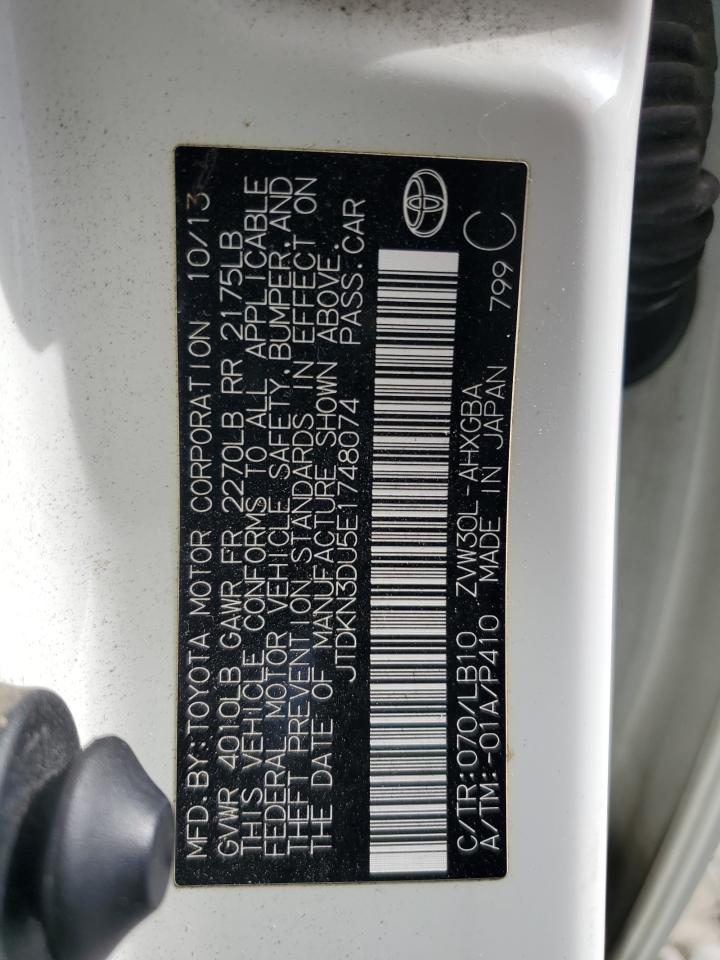 MFD. BY: TOYOTA MOTOR CORPORATION 10/13
GVWR 4010LB GAWR FR 2270LB RR 2175LB
THIS VEHICLE CONFORMS TO ALL APPLICABLE
FEDERAL MOTOR VEHICLE SAFETY, BUMPER, AND
THEFT PREVENTION STANDARDS IN EFFECT ON
THE DATE OF MANUFACTURE SHOWN ABOVE.
JTDKN3DU5E1748074 PASS.CAR
C/TR: 070/LB10 ZVW30L-AHXGBA
A/TM: -01A/P410 MADE IN JAPAN 799 C